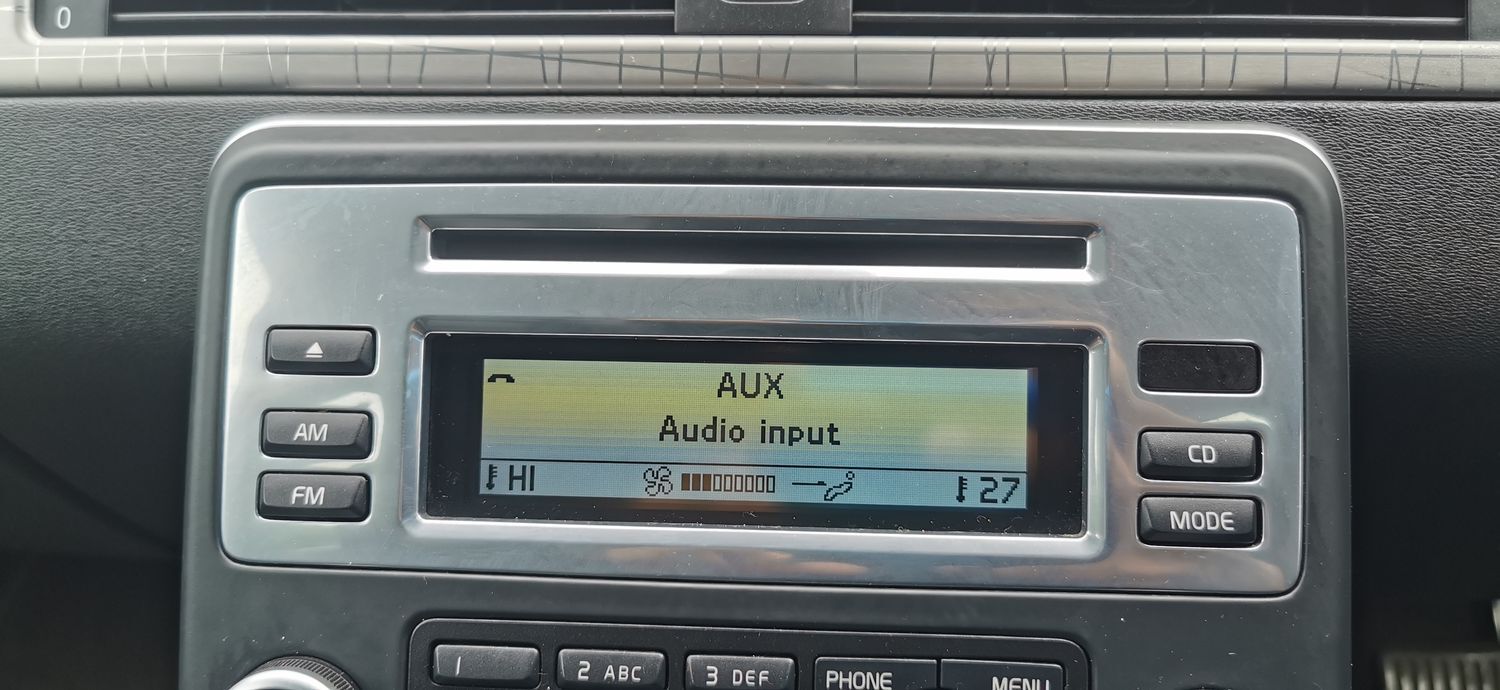 0
AUX
Audio input
HI 27
AM
FM
CD
MODE
1
2 ABC
3 DEF
PHONE
MENU